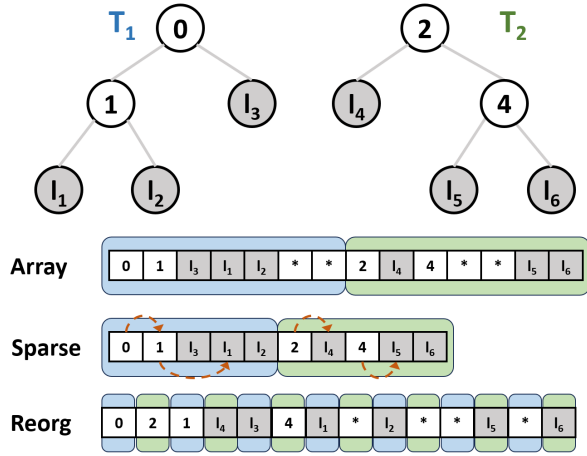 T₁ 0 2 T₂
1 l₃ l₄ 4
l₁ l₂ l₅ l₆
Array 0 1 l₃ l₁ l₂ * * 2 l₄ 4 * * l₅ l₆
Sparse 0 1 l₃ l₁ l₂ 2 l₄ 4 l₅ l₆
Reorg 0 2 1 l₄ l₃ 4 l₁ * l₂ * * l₅ * l₆